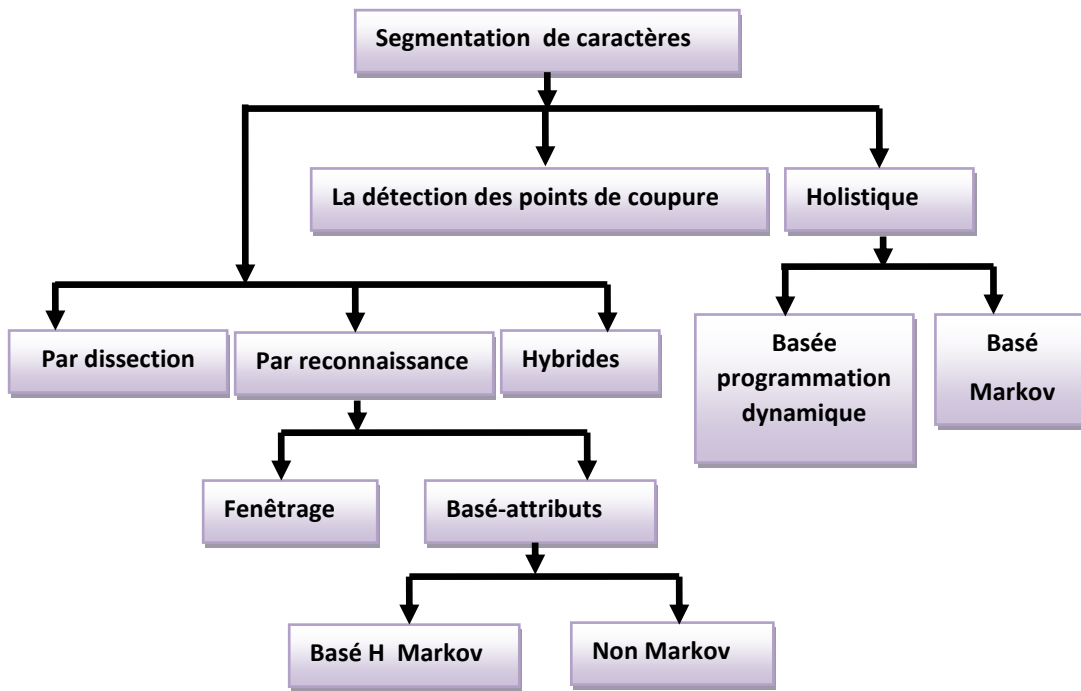 Segmentation de caractères
La détection des points de coupure
Holistique
Par dissection
Par reconnaissance
Hybrides
Basée
programmation
dynamique
Basé
Markov
Fenêtrage
Basé-attributs
Basé H Markov
Non Markov